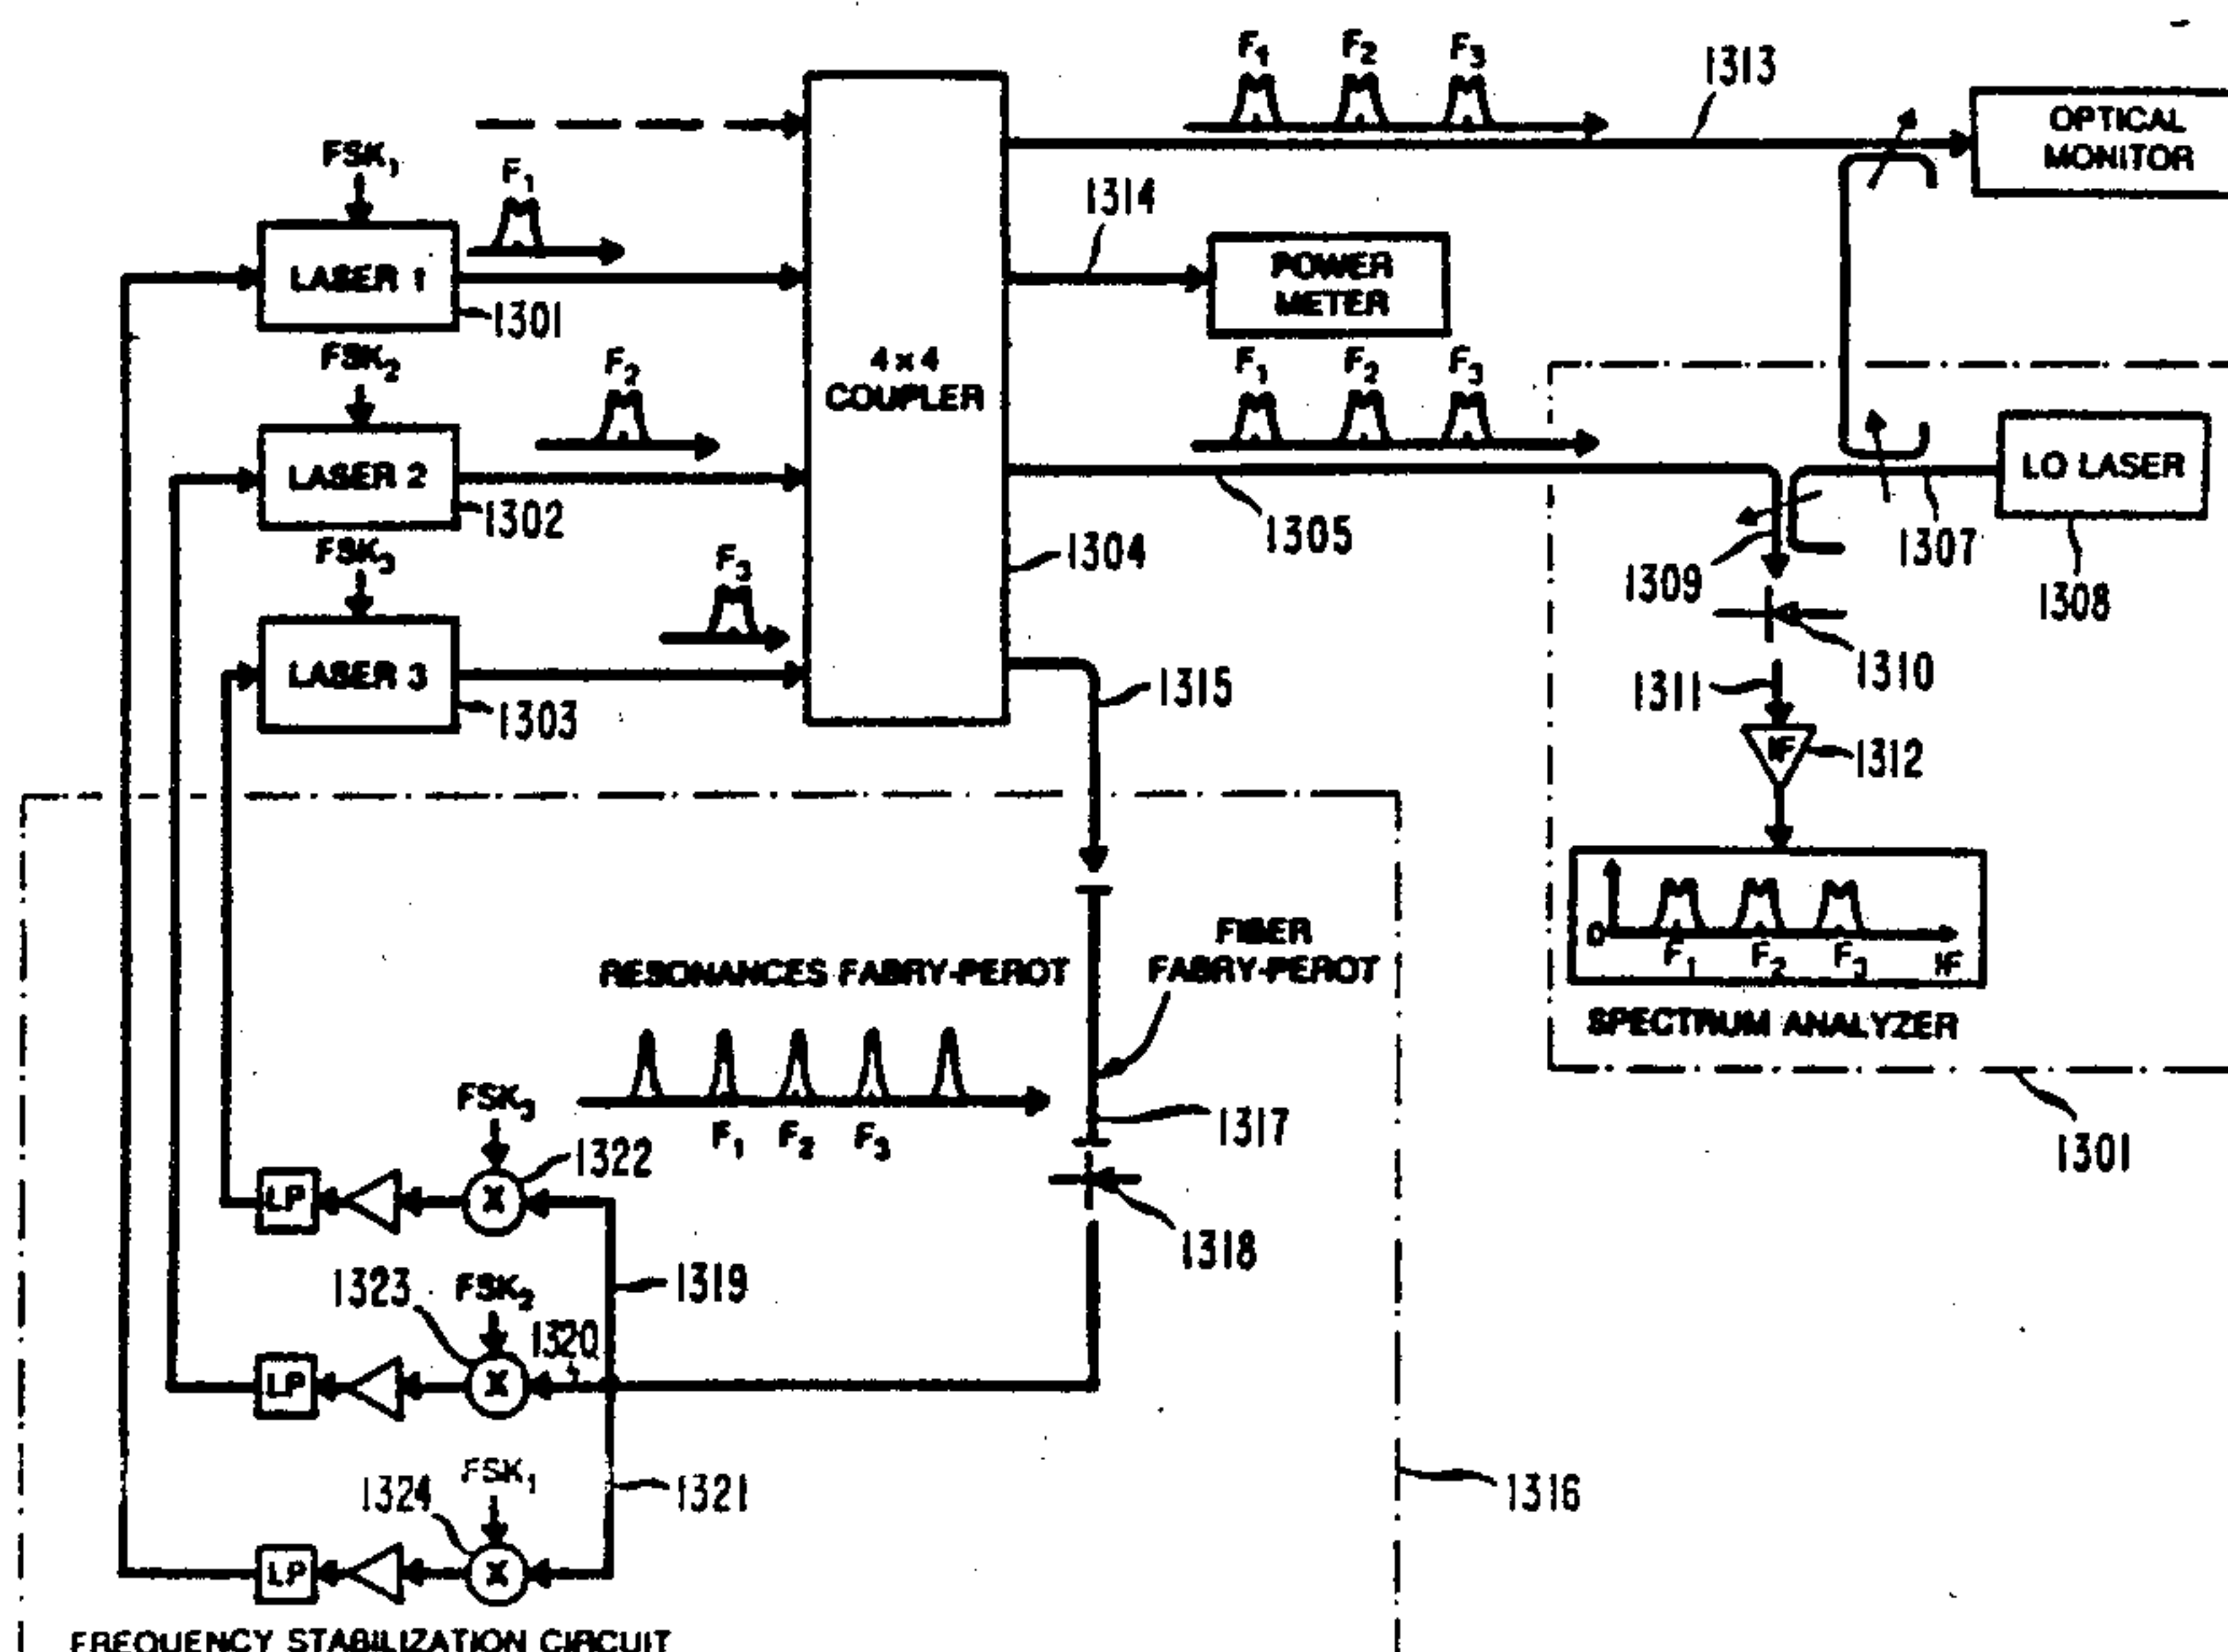 F1 F2 F3
1313
OPTICAL
MONITOR
FSK1
F1
1314
LASER 1
1301
POWER
METER
FSK2
F2
4 x 4
COUPLER
F1 F2 F3
LASER 2
1302
1305
LO LASER
1307
1308
FSK3
F3
1304
1309
1310
LASER 3
1303
1315
1311
IF
1312
0
F1 F2 F3 IF
SPECTRUM ANALYZER
1301
RESONANCES FABRY-PEROT
FIBER
FABRY-PEROT
F1 F2 F3
1317
FSK3
1322
LP
X
1318
1319
1323
FSK2
1320
LP
X
1324
FSK1
1321
1316
LP
X
FREQUENCY STABILIZATION CIRCUIT